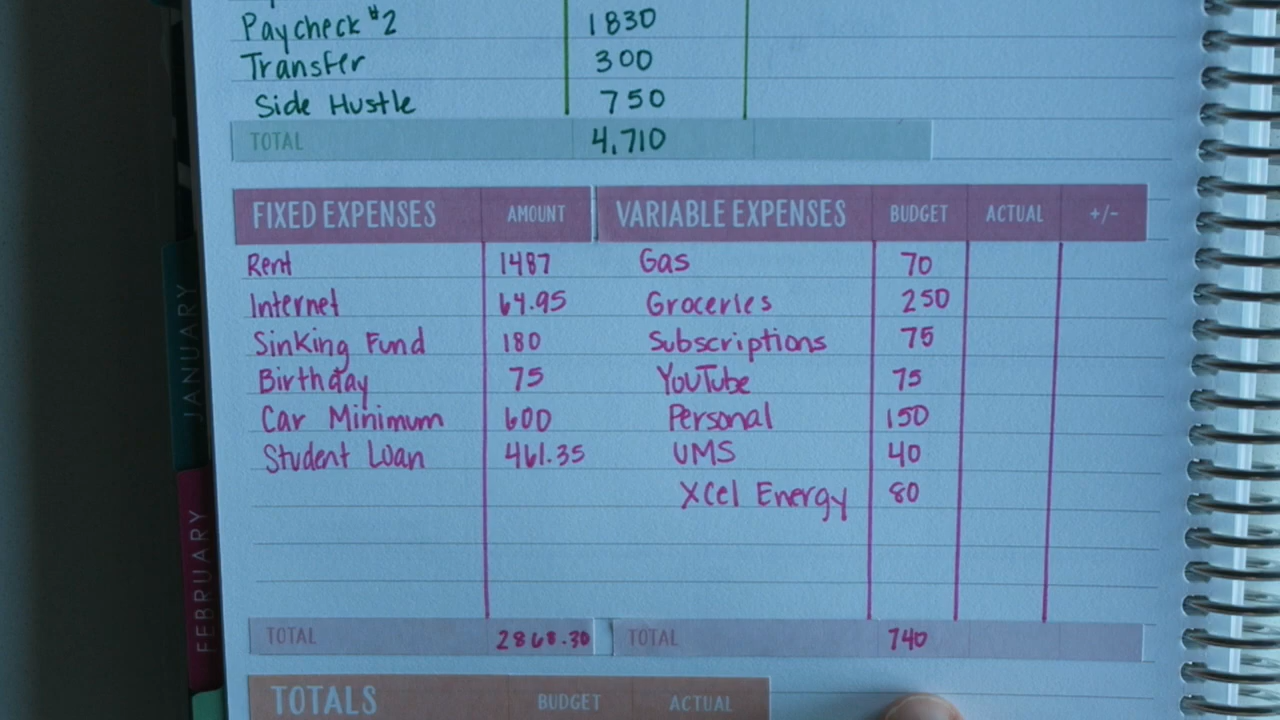 Paycheck #2 1830
Transfer 300
Side Hustle 750
TOTAL 4,710
FIXED EXPENSES AMOUNT VARIABLE EXPENSES BUDGET ACTUAL +/-
Rent 1487 Gas 70
Internet 64.95 Groceries 250
Sinking Fund 180 Subscriptions 75
Birthday 75 YouTube 75
Car Minimum 600 Personal 150
Student Loan 461.35 UMS 40
Xcel Energy 80
TOTAL 2868.30 TOTAL 740
TOTALS BUDGET ACTUAL
JANUARY
FEBRUARY